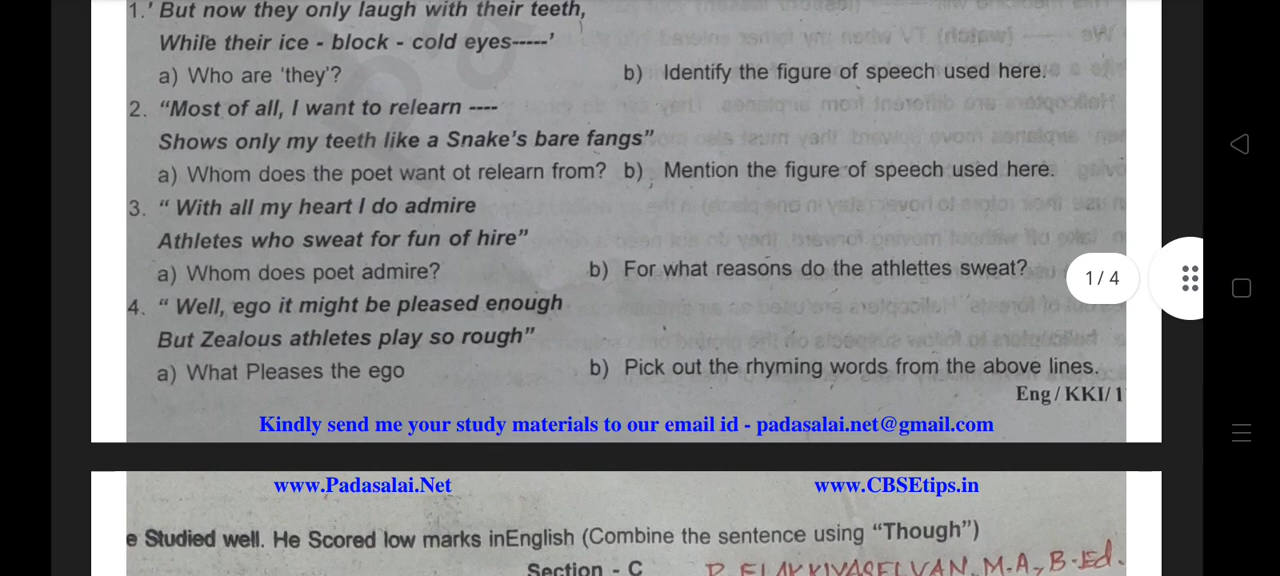 1.' But now they only laugh with their teeth,
While their ice - block - cold eyes-----'
a) Who are 'they'? b) Identify the figure of speech used here.
2. "Most of all, I want to relearn ----
Shows only my teeth like a Snake's bare fangs"
a) Whom does the poet want ot relearn from? b) Mention the figure of speech used here.
3. " With all my heart I do admire
Athletes who sweat for fun of hire"
a) Whom does poet admire? b) For what reasons do the athlettes sweat?
1 / 4
4. " Well, ego it might be pleased enough
But Zealous athletes play so rough"
a) What Pleases the ego b) Pick out the rhyming words from the above lines.
Eng / KKI/ 1
Kindly send me your study materials to our email id - padasalai.net@gmail.com
www.Padasalai.Net www.CBSEtips.in
e Studied well. He Scored low marks inEnglish (Combine the sentence using "Though")
Section - C P. ELAKKIYASELVAN, M.A., B.Ed.